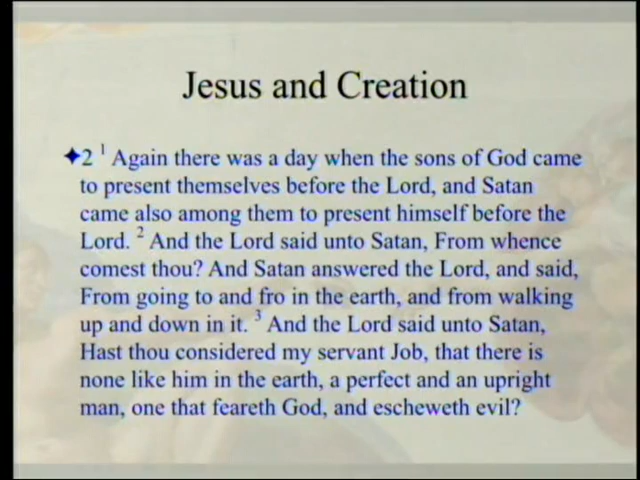 Jesus and Creation
✦2 1 Again there was a day when the sons of God came
to present themselves before the Lord, and Satan
came also among them to present himself before the
Lord. 2 And the Lord said unto Satan, From whence
comest thou? And Satan answered the Lord, and said,
From going to and fro in the earth, and from walking
up and down in it. 3 And the Lord said unto Satan,
Hast thou considered my servant Job, that there is
none like him in the earth, a perfect and an upright
man, one that feareth God, and escheweth evil?